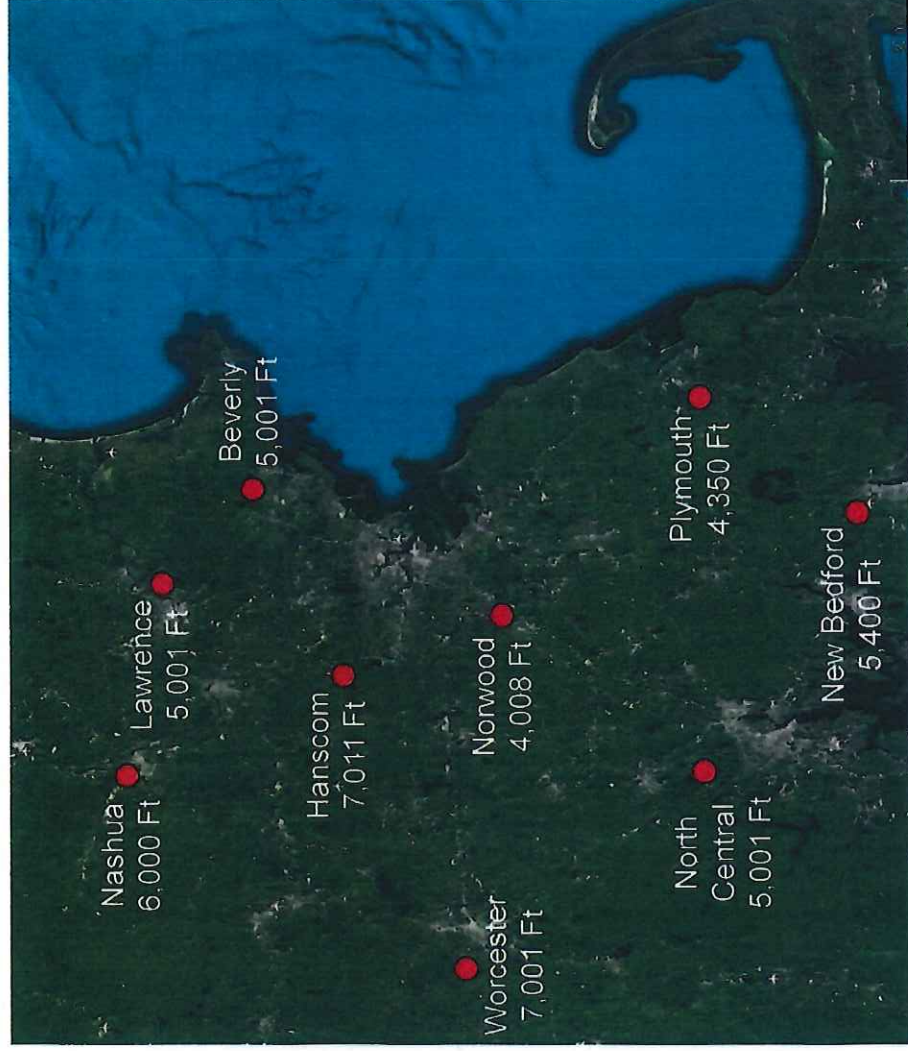 Nashua
6.000 Ft
Lawrence
5,001 Ft
Beverly
5,001 Ft
Hanscom
7,011 Ft
Worcester
7,001 Ft
Norwood
4,008 Ft
North
Central
5,001 Ft
Plymouth
4,350 Ft
New Bedford
5,400 Ft